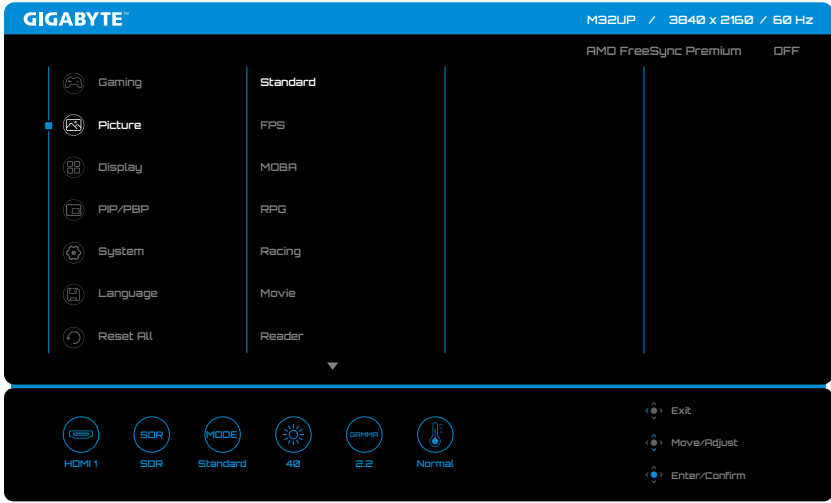 GIGABYTE™
M32UP / 3840 x 2160 / 60 Hz
AMD FreeSync Premium OFF
Gaming
Picture
Display
PIP/PBP
System
Language
Reset All
Standard
FPS
MOBA
RPG
Racing
Movie
Reader
SDR
MODE
GAMMA
HDMI 1
SDR
Standard
40
2.2
Normal
Exit
Move/Adjust
Enter/Confirm